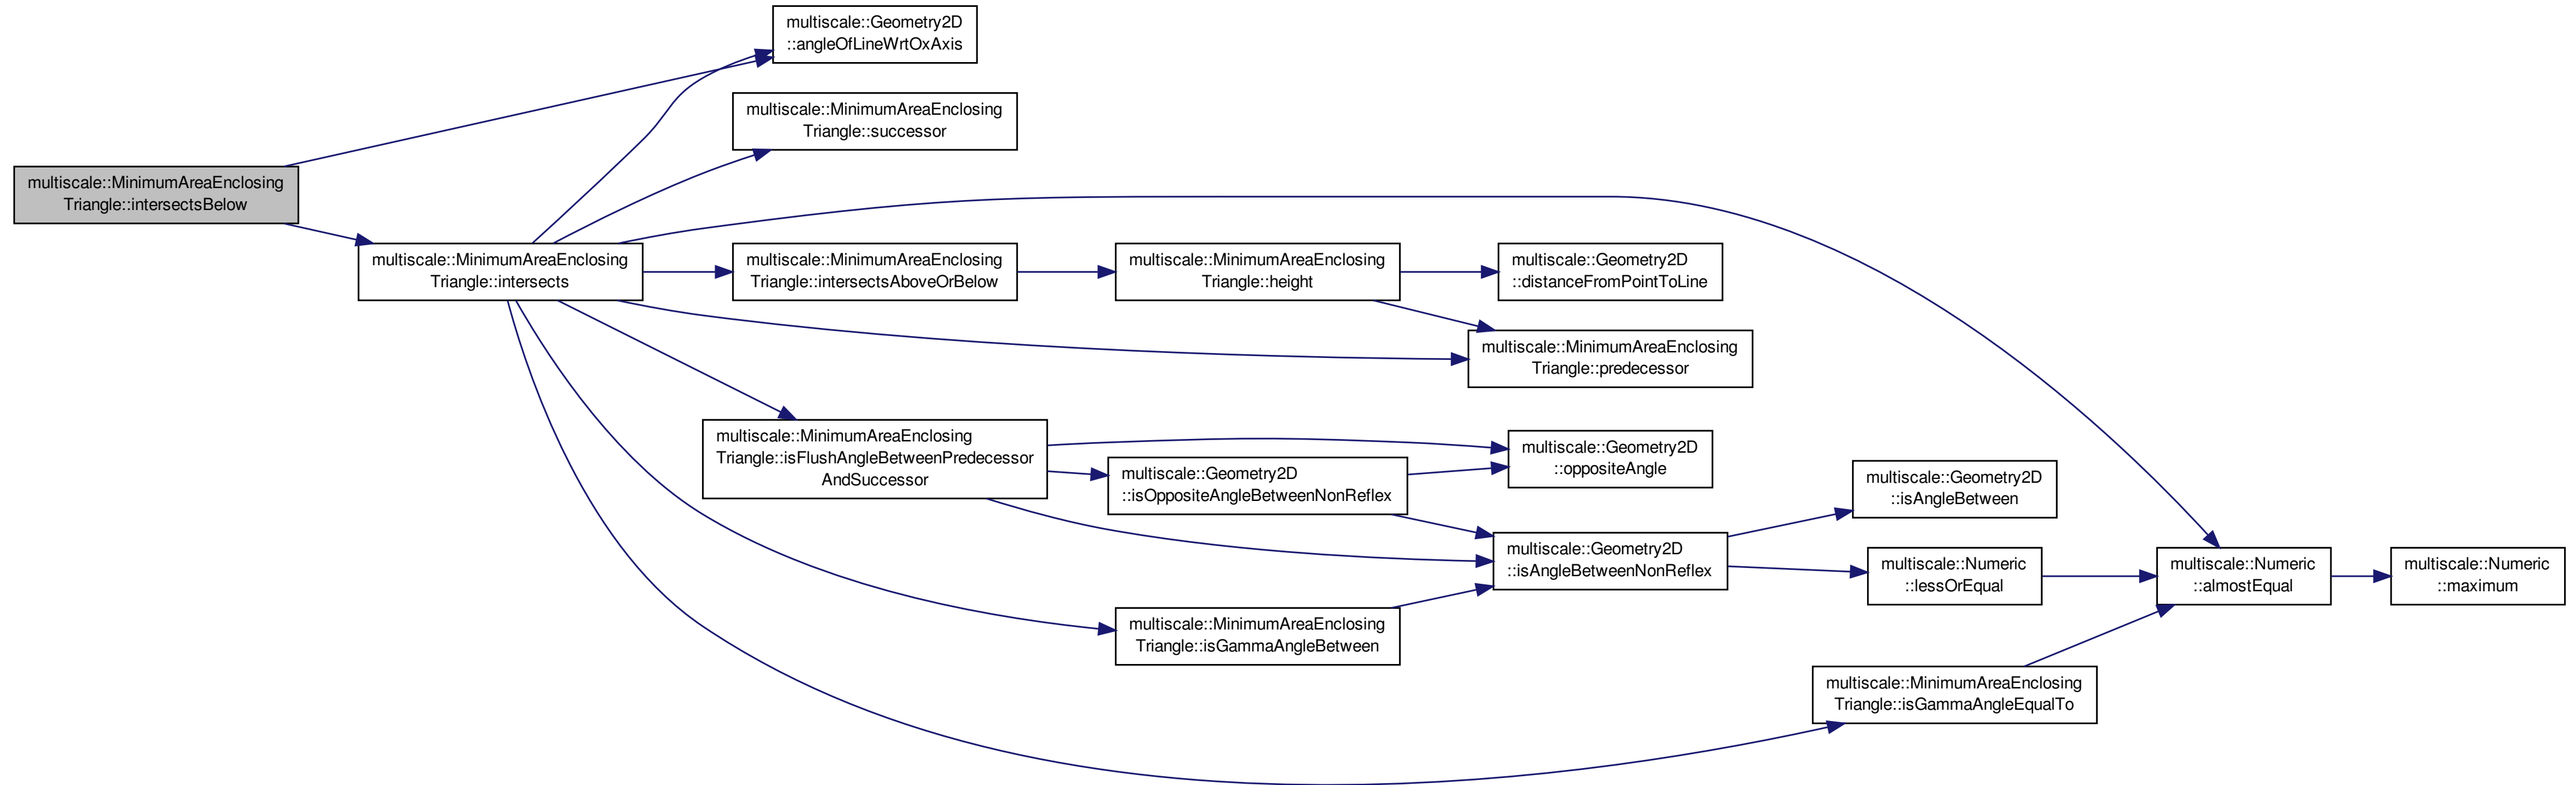 multiscale::Geometry2D
::angleOfLineWrtOxAxis
multiscale::MinimumAreaEnclosing
Triangle::successor
multiscale::MinimumAreaEnclosing
Triangle::intersectsBelow
multiscale::MinimumAreaEnclosing
Triangle::intersects
multiscale::MinimumAreaEnclosing
Triangle::intersectsAboveOrBelow
multiscale::MinimumAreaEnclosing
Triangle::height
multiscale::Geometry2D
::distanceFromPointToLine
multiscale::MinimumAreaEnclosing
Triangle::predecessor
multiscale::MinimumAreaEnclosing
Triangle::isFlushAngleBetweenPredecessor
AndSuccessor
multiscale::Geometry2D
::oppositeAngle
multiscale::Geometry2D
::isOppositeAngleBetweenNonReflex
multiscale::Geometry2D
::isAngleBetween
multiscale::Geometry2D
::isAngleBetweenNonReflex
multiscale::Numeric
::lessOrEqual
multiscale::Numeric
::almostEqual
multiscale::Numeric
::maximum
multiscale::MinimumAreaEnclosing
Triangle::isGammaAngleBetween
multiscale::MinimumAreaEnclosing
Triangle::isGammaAngleEqualTo